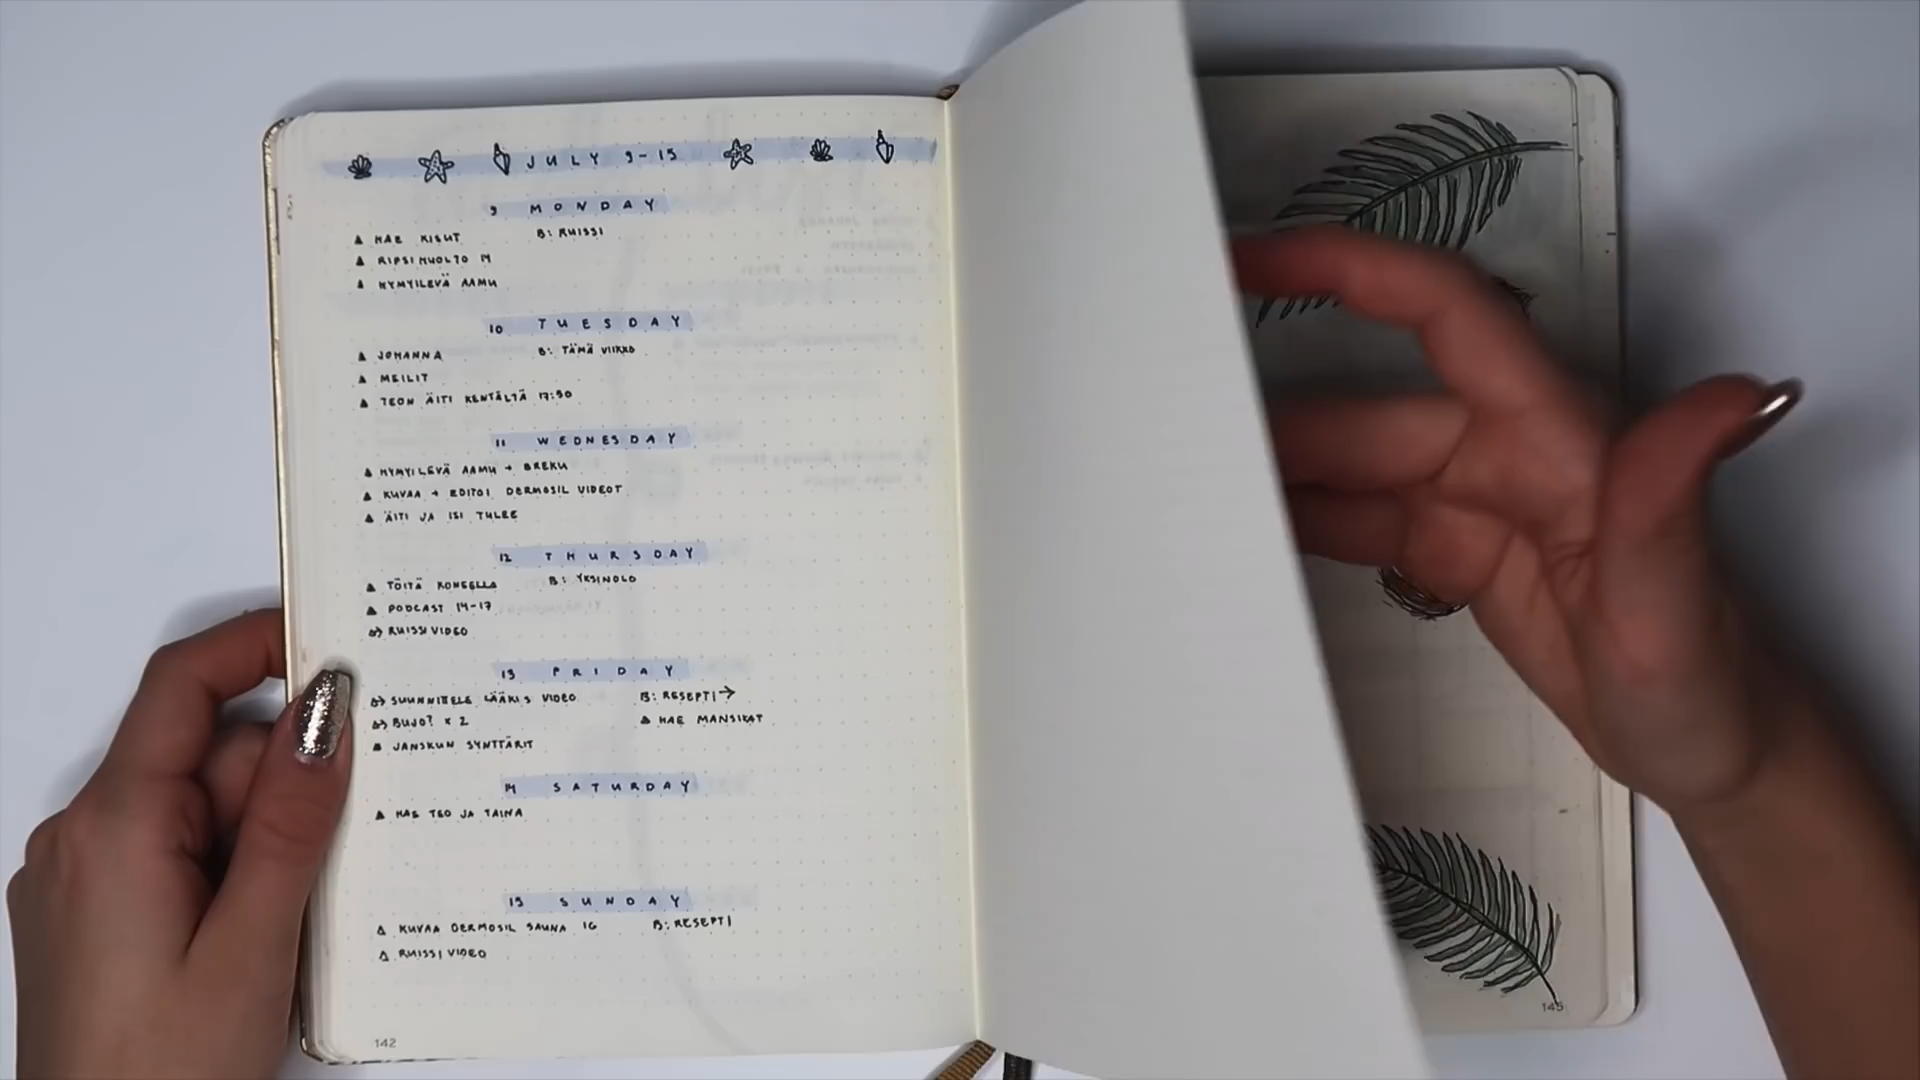 JULY 9-15
9 MONDAY
HAE KISUT B: RUISSI
RIPSIHUOLTO 14
HYMYILEVÄ AAMU
10 TUESDAY
JOHANNA B: TÄMÄ VIIKKO
MEILIT
TEON ÄITI KENTÄLTÄ 17:50
11 WEDNESDAY
HYMYILEVÄ AAMU + BREKU
KUVAA + EDITOI DERMOSIL VIDEOT
ÄITI JA ISI TULEE
12 THURSDAY
TÖITÄ KONEELLA B: YKSINOLO
PODCAST 14-17
RUISSI VIDEO
13 FRIDAY
SUUNNITELE LÄÄKIS VIDEO B: RESEPTI →
BUJO? x 2 HAE MANSIKAT
JANSKUN SYNTTÄRIT
14 SATURDAY
HAE TEO JA TAINA
15 SUNDAY
KUVAA DERMOSIL SAUNA IG B: RESEPTI
RUISSI VIDEO
142
145